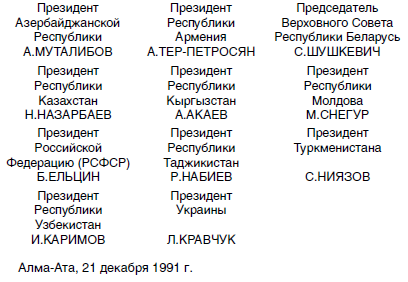 Президент
Азербайджанской
Республики
А.МУТАЛИБОВ
Президент
Республики
Армения
А.ТЕР-ПЕТРОСЯН
Председатель
Верховного Совета
Республики Беларусь
С.ШУШКЕВИЧ
Президент
Республики
Казахстан
Н.НАЗАРБАЕВ
Президент
Республики
Кыргызстан
А.АКАЕВ
Президент
Республики
Молдова
М.СНЕГУР
Президент
Российской
Федерацию (РСФСР)
Б.ЕЛЬЦИН
Президент
Республики
Таджикистан
Р.НАБИЕВ
Президент
Туркменистана
С.НИЯЗОВ
Президент
Республики
Узбекистан
И.КАРИМОВ
Президент
Украины
Л.КРАВЧУК
Алма-Ата, 21 декабря 1991 г.